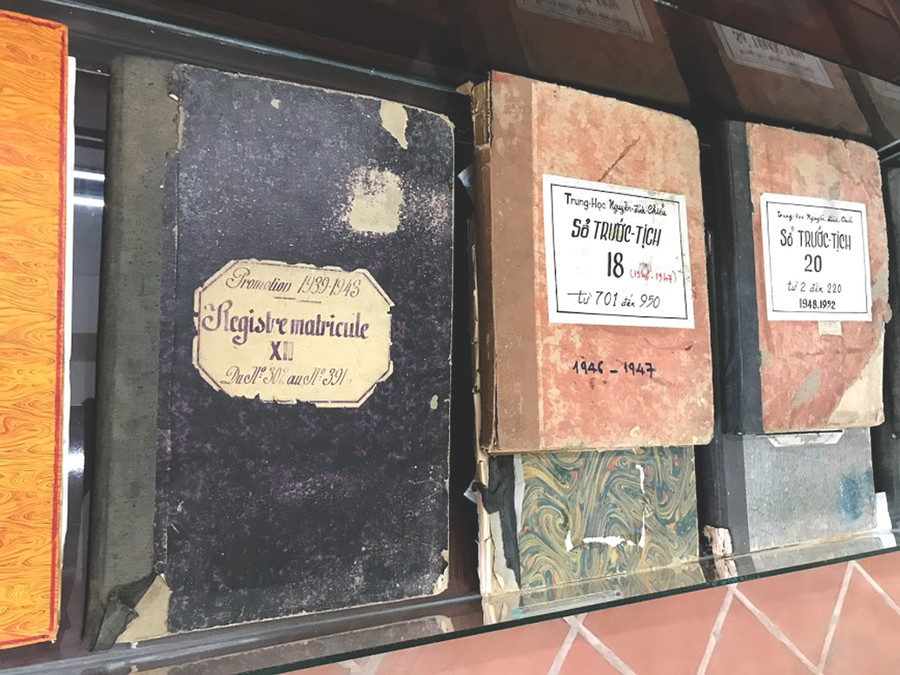 Promotion 1939-1943
Registre matricule
XII
Du Nº 302 au Nº 391
Trung-Học Nguyễn-Đình-Chiểu
SỔ TRƯỚC-TỊCH
18 (1946-1947)
từ 701 đến 950
1946 - 1947
Trung-Học Nguyễn-Đình-Chiểu
SỔ TRƯỚC-TỊCH
20
từ 2 đến 220
1948.1952